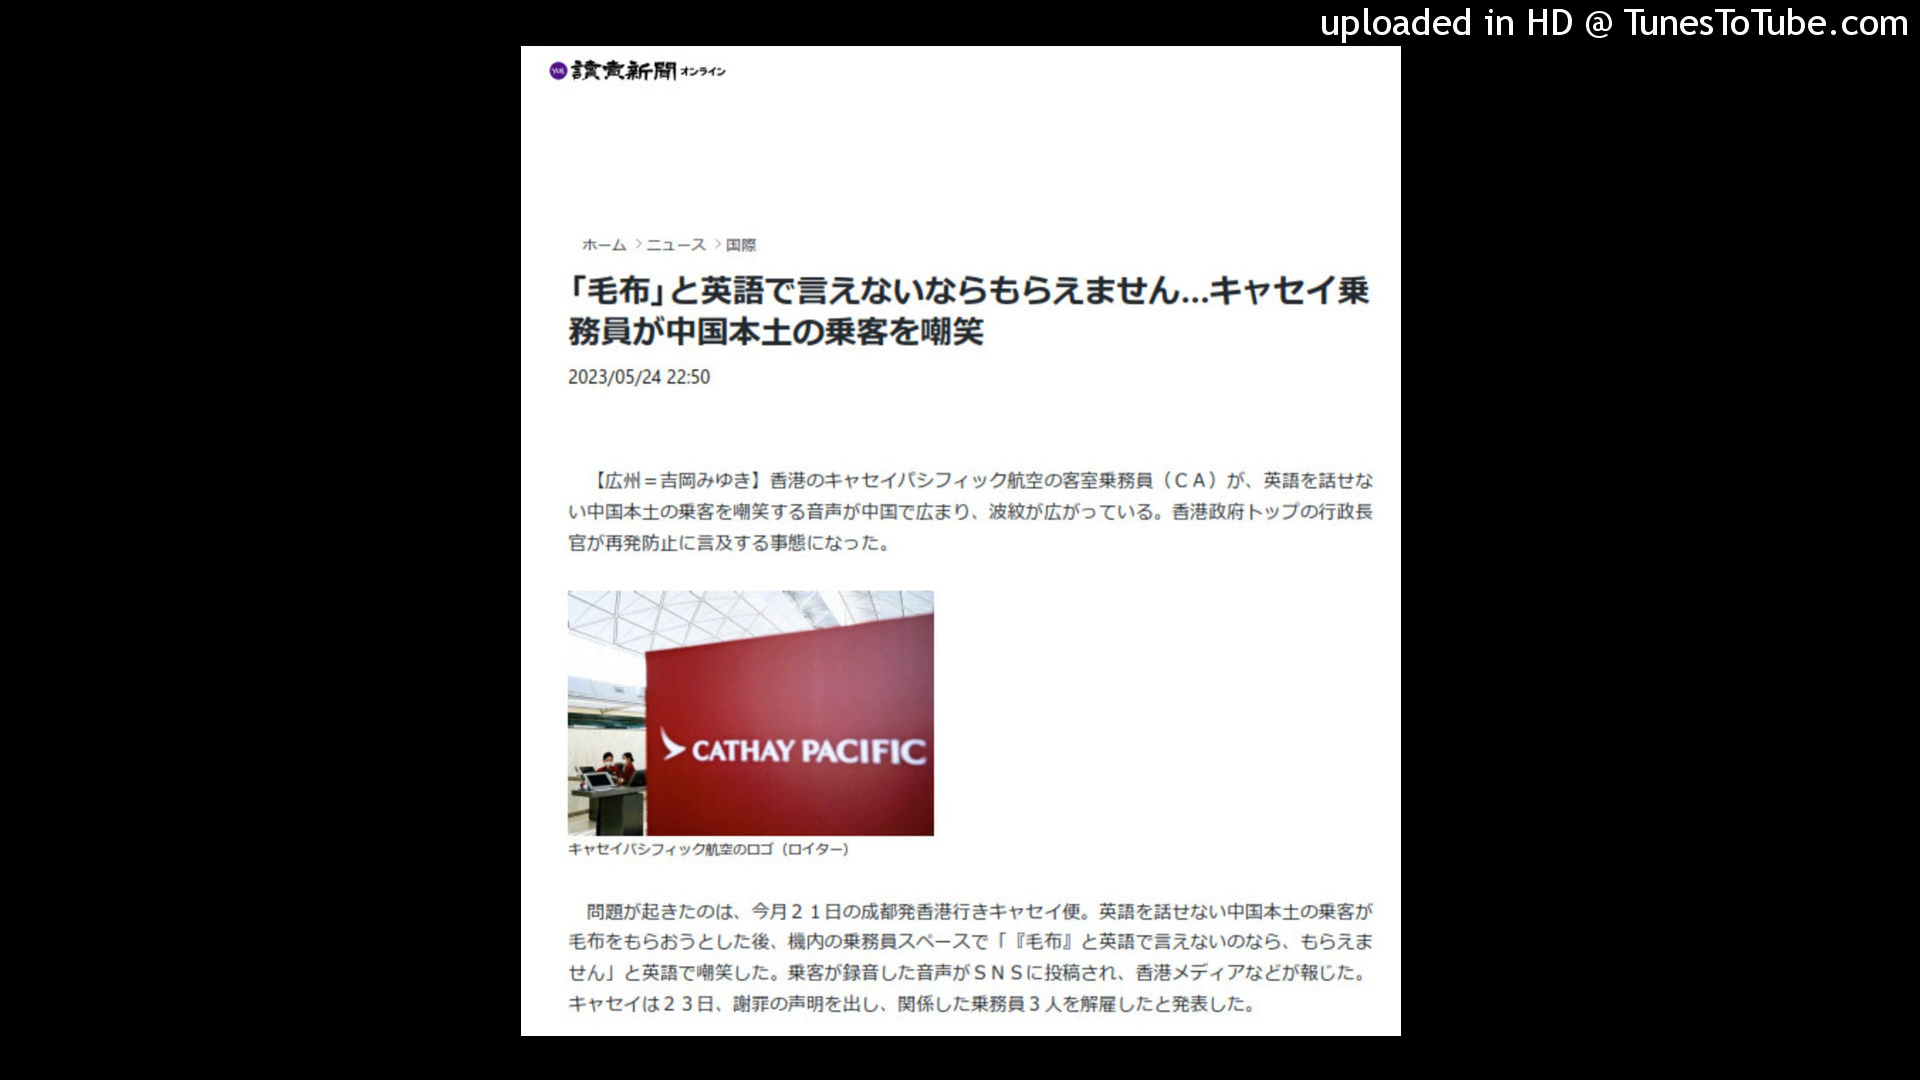 uploaded in HD @ TunesToTube.com
讀賣新聞オンライン
ホーム > ニュース > 国際
「毛布」と英語で言えないならもらえません…キャセイ乗
務員が中国本土の乗客を嘲笑
2023/05/24 22:50
【広州＝吉岡みゆき】香港のキャセイパシフィック航空の客室乗務員（ＣＡ）が、英語を話せな
い中国本土の乗客を嘲笑する音声が中国で広まり、波紋が広がっている。香港政府トップの行政長
官が再発防止に言及する事態になった。
CATHAY PACIFIC
キャセイパシフィック航空のロゴ（ロイター）
問題が起きたのは、今月２１日の成都発香港行きキャセイ便。英語を話せない中国本土の乗客が
毛布をもらおうとした後、機内の乗務員スペースで「『毛布』と英語で言えないのなら、もらえま
せん」と英語で嘲笑した。乗客が録音した音声がＳＮＳに投稿され、香港メディアなどが報じた。
キャセイは２３日、謝罪の声明を出し、関係した乗務員３人を解雇したと発表した。